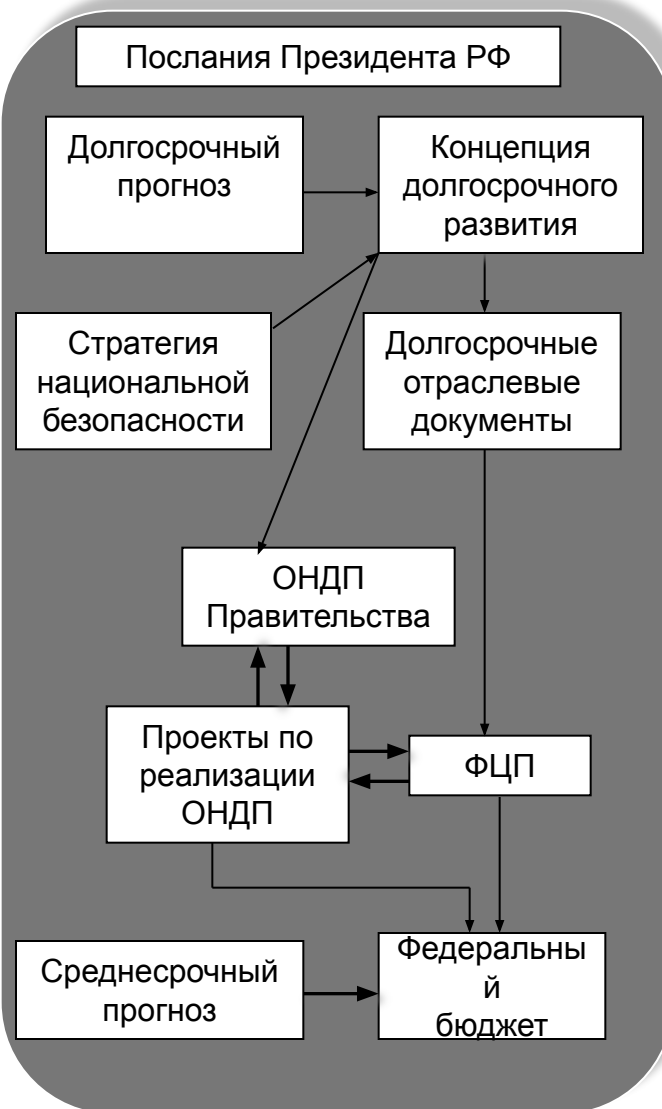 Послания Президента РФ
Долгосрочный
прогноз
Концепция
долгосрочного
развития
Стратегия
национальной
безопасности
Долгосрочные
отраслевые
документы
ОНДП
Правительства
Проекты по
реализации
ОНДП
ФЦП
Среднесрочный
прогноз
Федеральны
й
бюджет